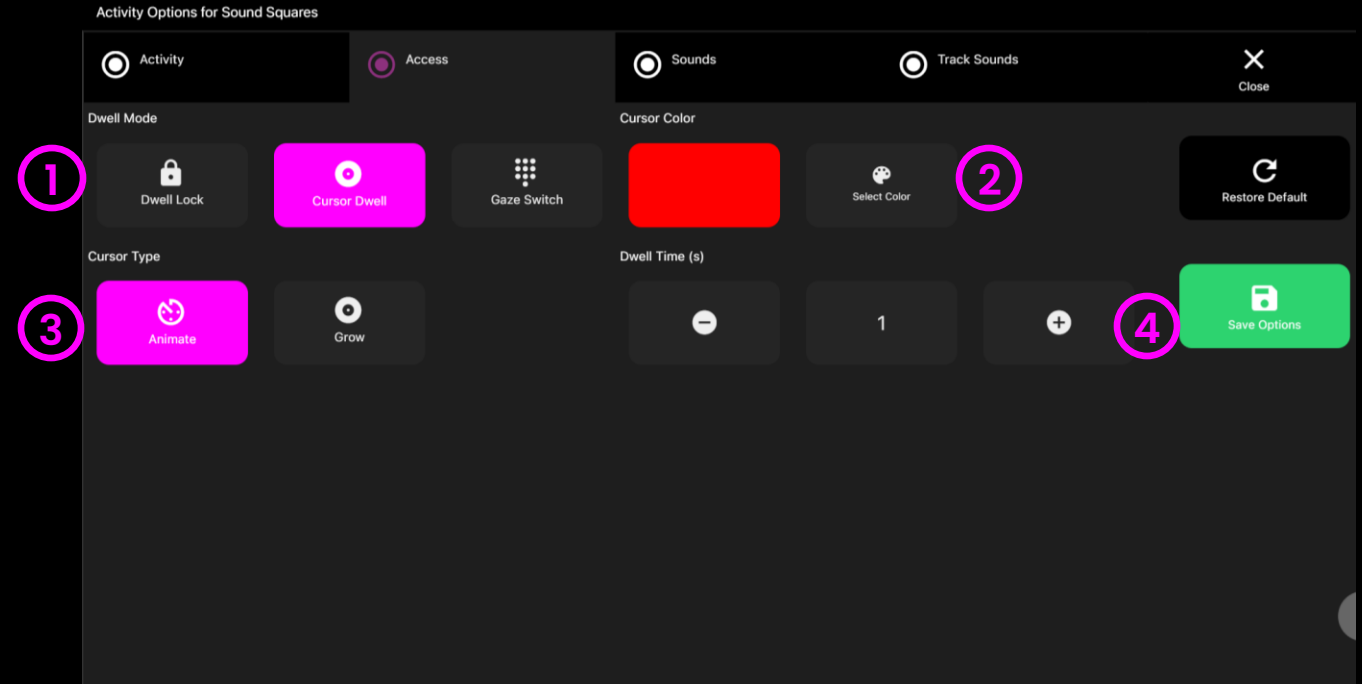 Activity Options for Sound Squares
Activity
Access
Sounds
Track Sounds
Close
Dwell Mode
Cursor Color
1
Dwell Lock
Cursor Dwell
Gaze Switch
Select Color
2
Restore Default
Cursor Type
Dwell Time (s)
3
Animate
Grow
1
4
Save Options